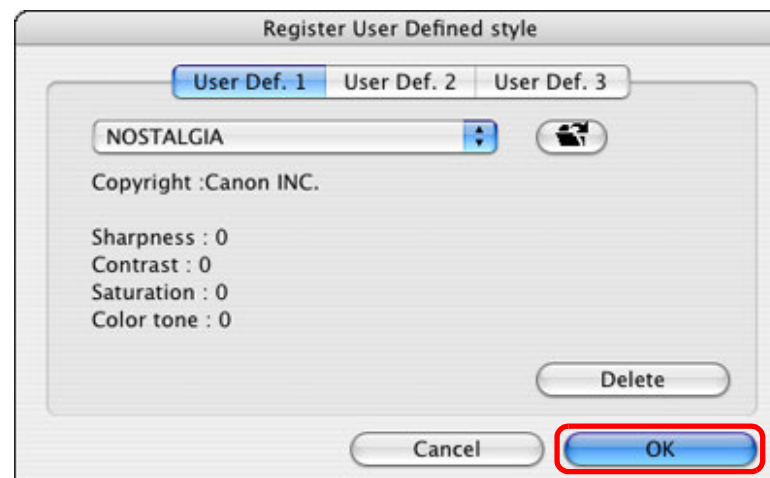 Register User Defined style
User Def. 1 User Def. 2 User Def. 3
NOSTALGIA
Copyright :Canon INC.
Sharpness : 0
Contrast : 0
Saturation : 0
Color tone : 0
Delete
Cancel OK